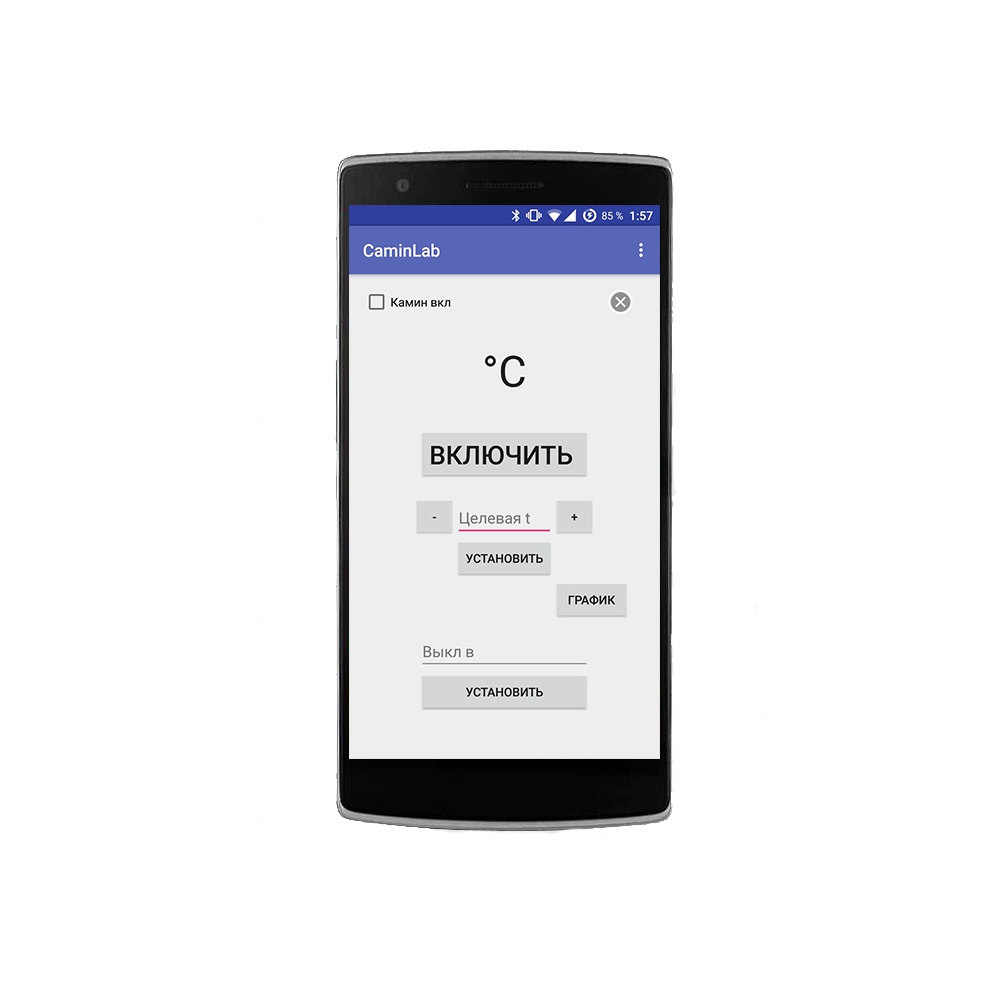 85 % 1:57
CaminLab
Камин вкл
°C
ВКЛЮЧИТЬ
- Целевая t +
УСТАНОВИТЬ
ГРАФИК
Выкл в
УСТАНОВИТЬ